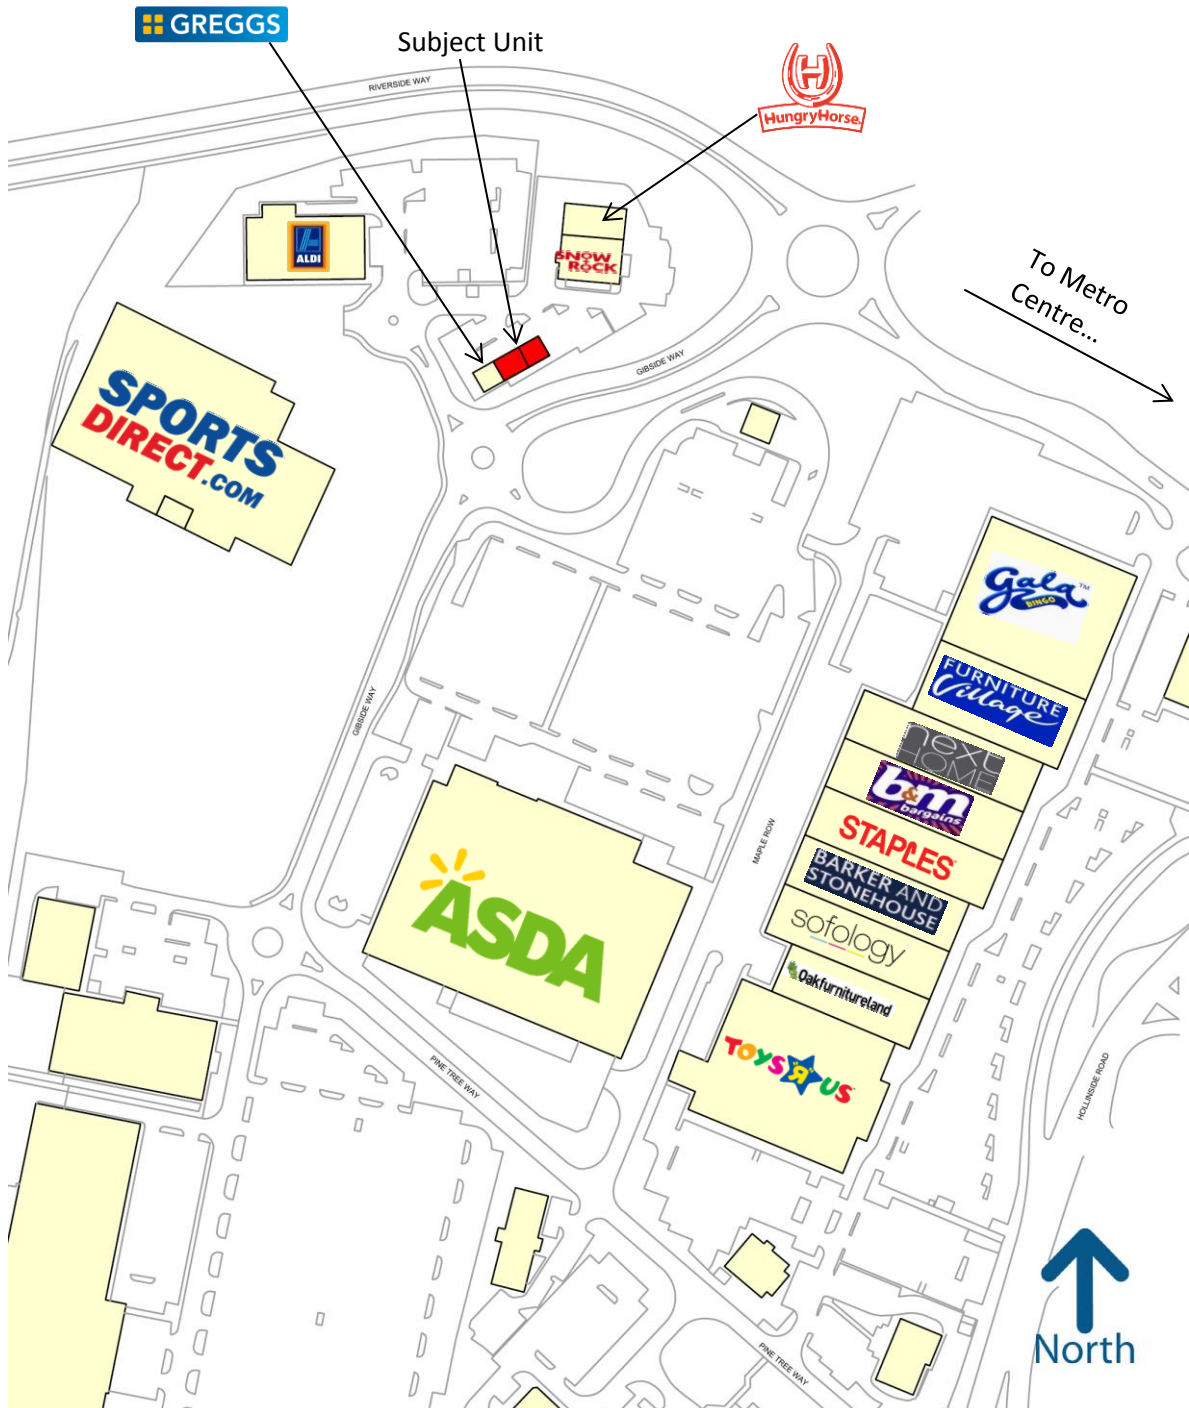 GREGGS
Subject Unit
HungryHorse.
RIVERSIDE WAY
ALDI
SNOW
+
ROCK
To Metro
Centre...
GIBSIDE WAY
SPORTS
DIRECT.COM
Gala™
BINGO
FURNITURE
Village
GIBSIDE WAY
next
HOME
b&m
bargains
MAPLE ROW
STAPLES
BARKER AND
STONEHOUSE
ASDA
sofology
Oakfurnitureland
TOYS R US
PINE TREE WAY
HOLLINSIDE ROAD
North
PINE TREE WAY